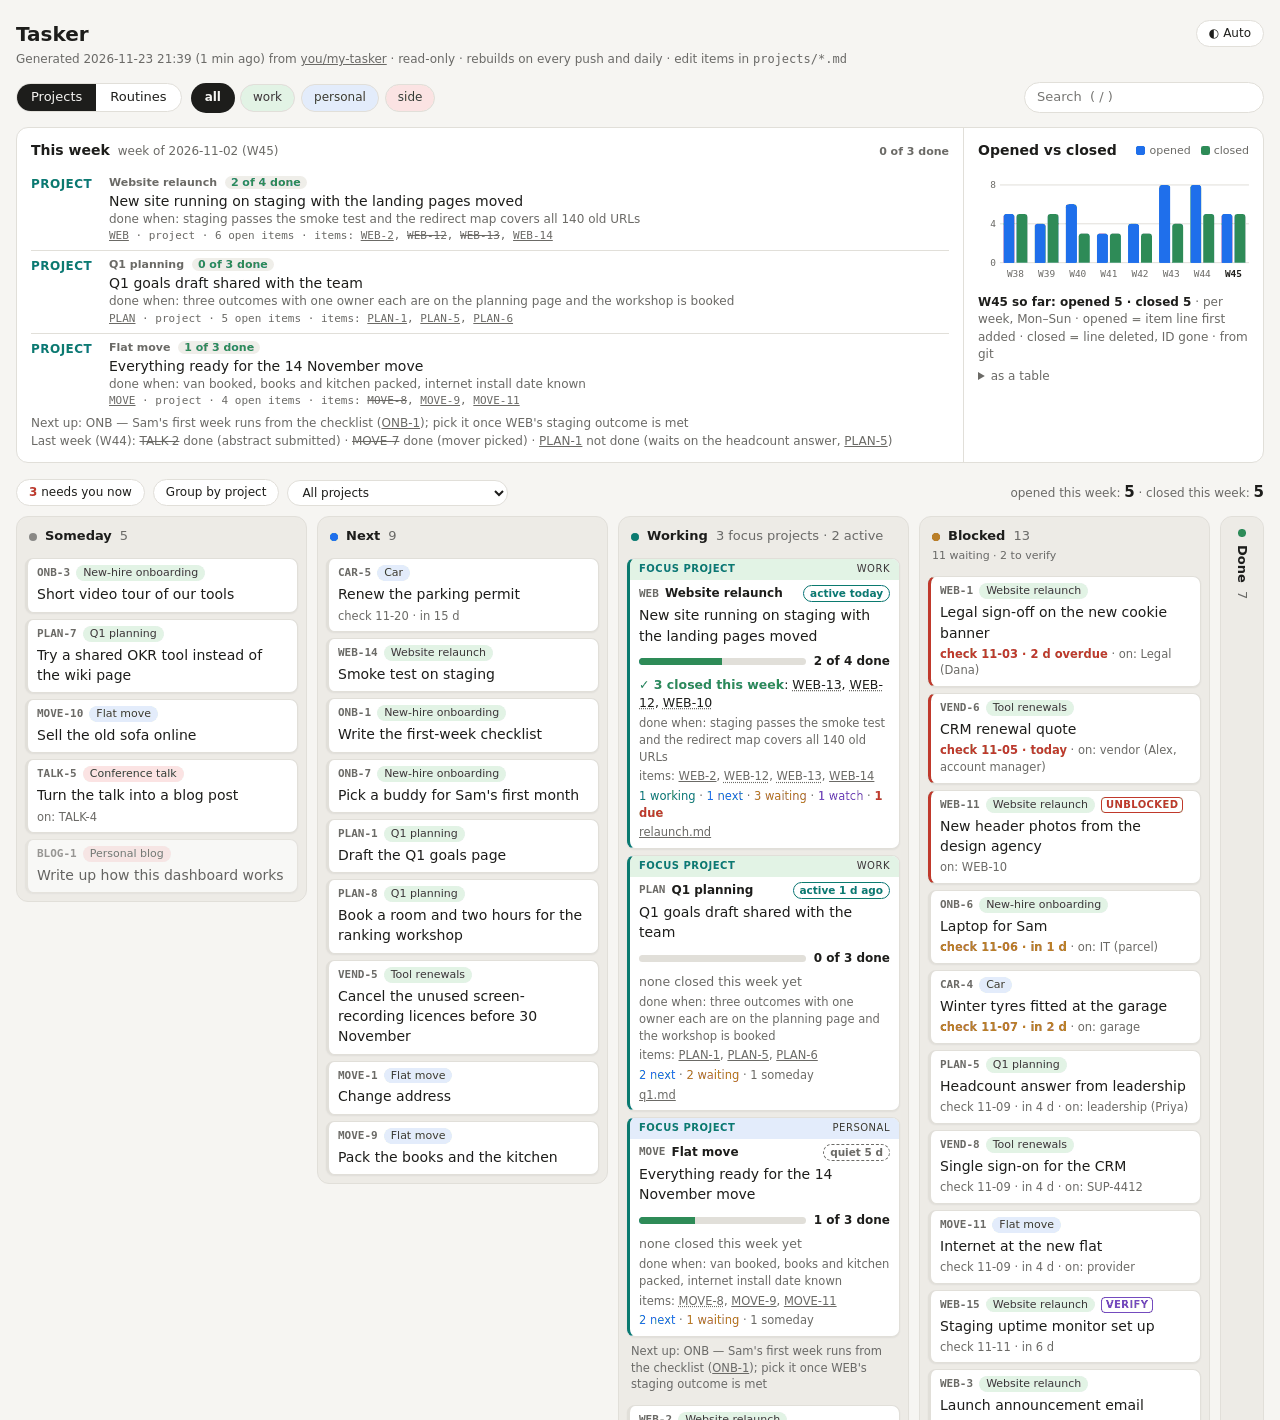 Tasker
◐ Auto
Generated 2026-11-23 21:39 (1 min ago) from you/my-tasker · read-only · rebuilds on every push and daily · edit items in projects/*.md
Projects Routines all work personal side
Search ( / )
This week week of 2026-11-02 (W45) 0 of 3 done
PROJECT Website relaunch 2 of 4 done
New site running on staging with the landing pages moved
done when: staging passes the smoke test and the redirect map covers all 140 old URLs
WEB · project · 6 open items · items: WEB-2, WEB-12, WEB-13, WEB-14
PROJECT Q1 planning 0 of 3 done
Q1 goals draft shared with the team
done when: three outcomes with one owner each are on the planning page and the workshop is booked
PLAN · project · 5 open items · items: PLAN-1, PLAN-5, PLAN-6
PROJECT Flat move 1 of 3 done
Everything ready for the 14 November move
done when: van booked, books and kitchen packed, internet install date known
MOVE · project · 4 open items · items: MOVE-8, MOVE-9, MOVE-11
Next up: ONB — Sam's first week runs from the checklist (ONB-1); pick it once WEB's staging outcome is met
Last week (W44): TALK-2 done (abstract submitted) · MOVE-7 done (mover picked) · PLAN-1 not done (waits on the headcount answer, PLAN-5)
Opened vs closed opened closed
8
4
0
W38 W39 W40 W41 W42 W43 W44 W45
W45 so far: opened 5 · closed 5 · per
week, Mon–Sun · opened = item line first
added · closed = line deleted, ID gone · from
git
▶ as a table
3 needs you now Group by project All projects
opened this week: 5 · closed this week: 5
Someday 5
ONB-3 New-hire onboarding
Short video tour of our tools
PLAN-7 Q1 planning
Try a shared OKR tool instead of
the wiki page
MOVE-10 Flat move
Sell the old sofa online
TALK-5 Conference talk
Turn the talk into a blog post
on: TALK-4
BLOG-1 Personal blog
Write up how this dashboard works
Next 9
CAR-5 Car
Renew the parking permit
check 11-20 · in 15 d
WEB-14 Website relaunch
Smoke test on staging
ONB-1 New-hire onboarding
Write the first-week checklist
ONB-7 New-hire onboarding
Pick a buddy for Sam's first month
PLAN-1 Q1 planning
Draft the Q1 goals page
PLAN-8 Q1 planning
Book a room and two hours for the
ranking workshop
VEND-5 Tool renewals
Cancel the unused screen-
recording licences before 30
November
MOVE-1 Flat move
Change address
MOVE-9 Flat move
Pack the books and the kitchen
Working 3 focus projects · 2 active
FOCUS PROJECT WORK
WEB Website relaunch active today
New site running on staging with
the landing pages moved
2 of 4 done
✓ 3 closed this week: WEB-13, WEB-
12, WEB-10
done when: staging passes the smoke test
and the redirect map covers all 140 old
URLs
items: WEB-2, WEB-12, WEB-13, WEB-14
1 working · 1 next · 3 waiting · 1 watch · 1
due
relaunch.md
FOCUS PROJECT WORK
PLAN Q1 planning active 1 d ago
Q1 goals draft shared with the
team
0 of 3 done
none closed this week yet
done when: three outcomes with one
owner each are on the planning page and
the workshop is booked
items: PLAN-1, PLAN-5, PLAN-6
2 next · 2 waiting · 1 someday
q1.md
FOCUS PROJECT PERSONAL
MOVE Flat move quiet 5 d
Everything ready for the 14
November move
1 of 3 done
none closed this week yet
done when: van booked, books and kitchen
packed, internet install date known
items: MOVE-8, MOVE-9, MOVE-11
2 next · 1 waiting · 1 someday
Next up: ONB — Sam's first week runs from
the checklist (ONB-1); pick it once WEB's
staging outcome is met
WEB-2 Website relaunch
Blocked 13
11 waiting · 2 to verify
WEB-1 Website relaunch
Legal sign-off on the new cookie
banner
check 11-03 · 2 d overdue · on: Legal
(Dana)
VEND-6 Tool renewals
CRM renewal quote
check 11-05 · today · on: vendor (Alex,
account manager)
WEB-11 Website relaunch UNBLOCKED
New header photos from the
design agency
on: WEB-10
ONB-6 New-hire onboarding
Laptop for Sam
check 11-06 · in 1 d · on: IT (parcel)
CAR-4 Car
Winter tyres fitted at the garage
check 11-07 · in 2 d · on: garage
PLAN-5 Q1 planning
Headcount answer from leadership
check 11-09 · in 4 d · on: leadership (Priya)
VEND-8 Tool renewals
Single sign-on for the CRM
check 11-09 · in 4 d · on: SUP-4412
MOVE-11 Flat move
Internet at the new flat
check 11-09 · in 4 d · on: provider
WEB-15 Website relaunch VERIFY
Staging uptime monitor set up
check 11-11 · in 6 d
WEB-3 Website relaunch
Launch announcement email
Done 7